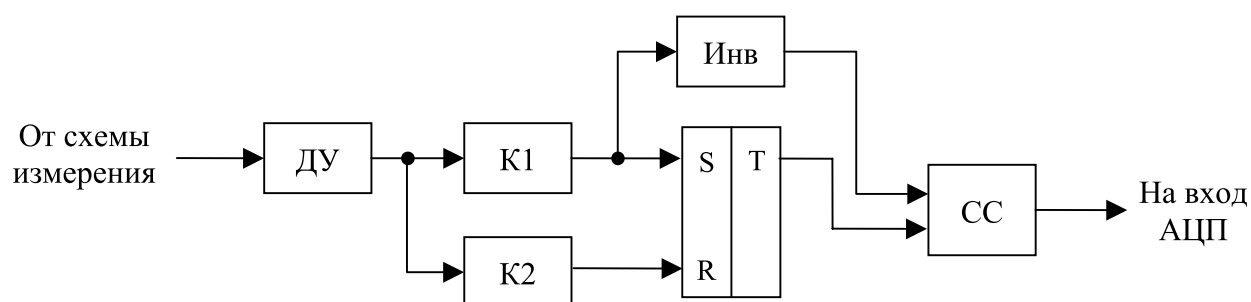 От схемы
измерения
ДУ
К1
К2
Инв
S
T
R
СС
На вход
АЦП